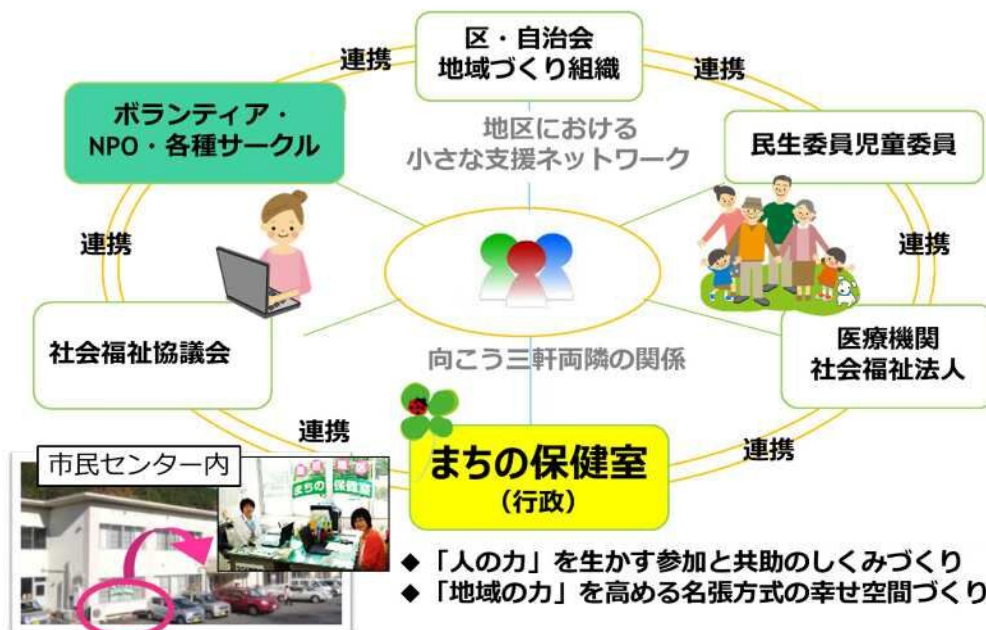 区・自治会
地域づくり組織
連携
連携
ボランティア・
NPO・各種サークル
地区における
小さな支援ネットワーク
民生委員児童委員
連携
連携
社会福祉協議会
向こう三軒両隣の関係
医療機関
社会福祉法人
連携
連携
まちの保健室
(行政)
市民センター内
まちの保健室
◆「人の力」を生かす参加と共助のしくみづくり
◆「地域の力」を高める名張方式の幸せ空間づくり